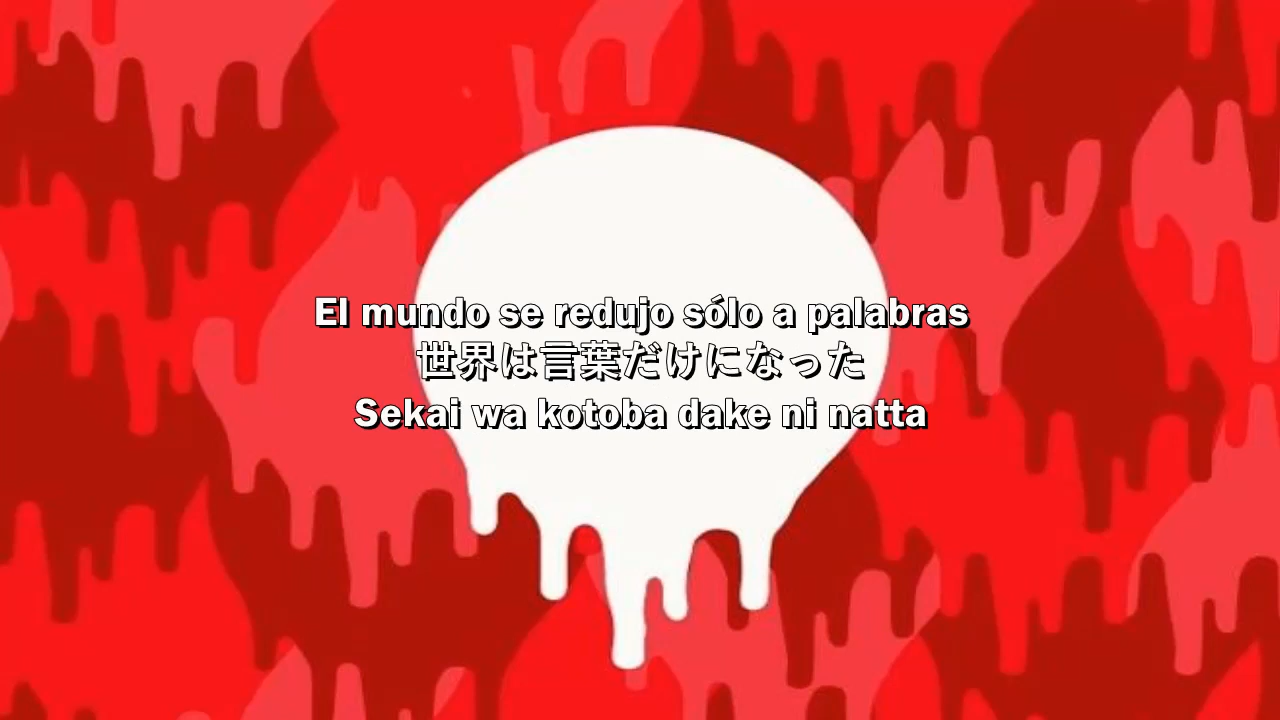 El mundo se redujo sólo a palabras
世界は言葉だけになった
Sekai wa kotoba dake ni natta